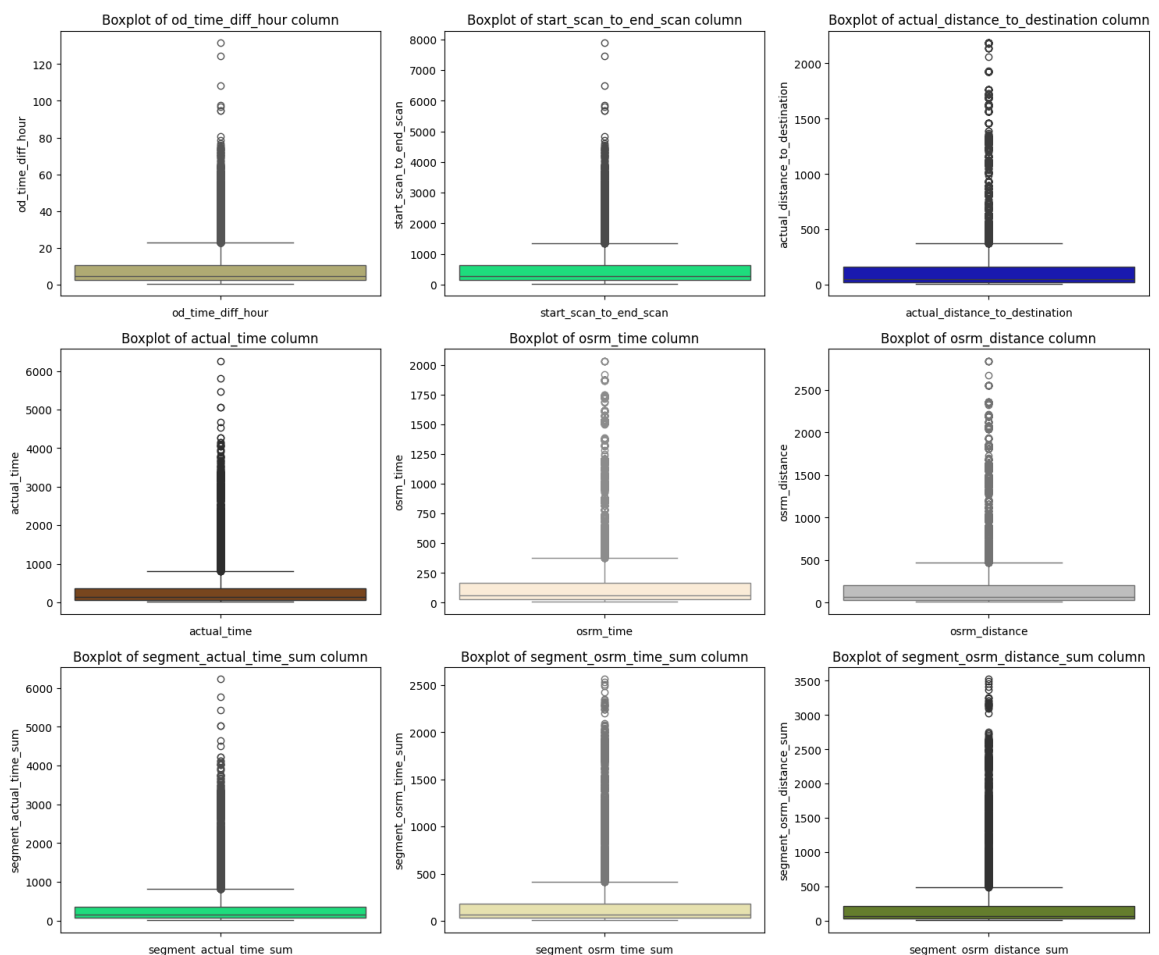 Boxplot of od_time_diff_hour column
Boxplot of start_scan_to_end_scan column
Boxplot of actual_distance_to_destination column
od_time_diff_hour
120
100
80
60
40
20
0
od_time_diff_hour
start_scan_to_end_scan
8000
7000
6000
5000
4000
3000
2000
1000
0
start_scan_to_end_scan
actual_distance_to_destination
2000
1500
1000
500
0
actual_distance_to_destination
Boxplot of actual_time column
Boxplot of osrm_time column
Boxplot of osrm_distance column
actual_time
6000
5000
4000
3000
2000
1000
0
actual_time
osrm_time
2000
1750
1500
1250
1000
750
500
250
0
osrm_time
osrm_distance
2500
2000
1500
1000
500
0
osrm_distance
Boxplot of segment_actual_time_sum column
Boxplot of segment_osrm_time_sum column
Boxplot of segment_osrm_distance_sum column
segment_actual_time_sum
6000
5000
4000
3000
2000
1000
0
segment_actual_time_sum
segment_osrm_time_sum
2500
2000
1500
1000
500
0
segment_osrm_time_sum
segment_osrm_distance_sum
3500
3000
2500
2000
1500
1000
500
0
segment_osrm_distance_sum